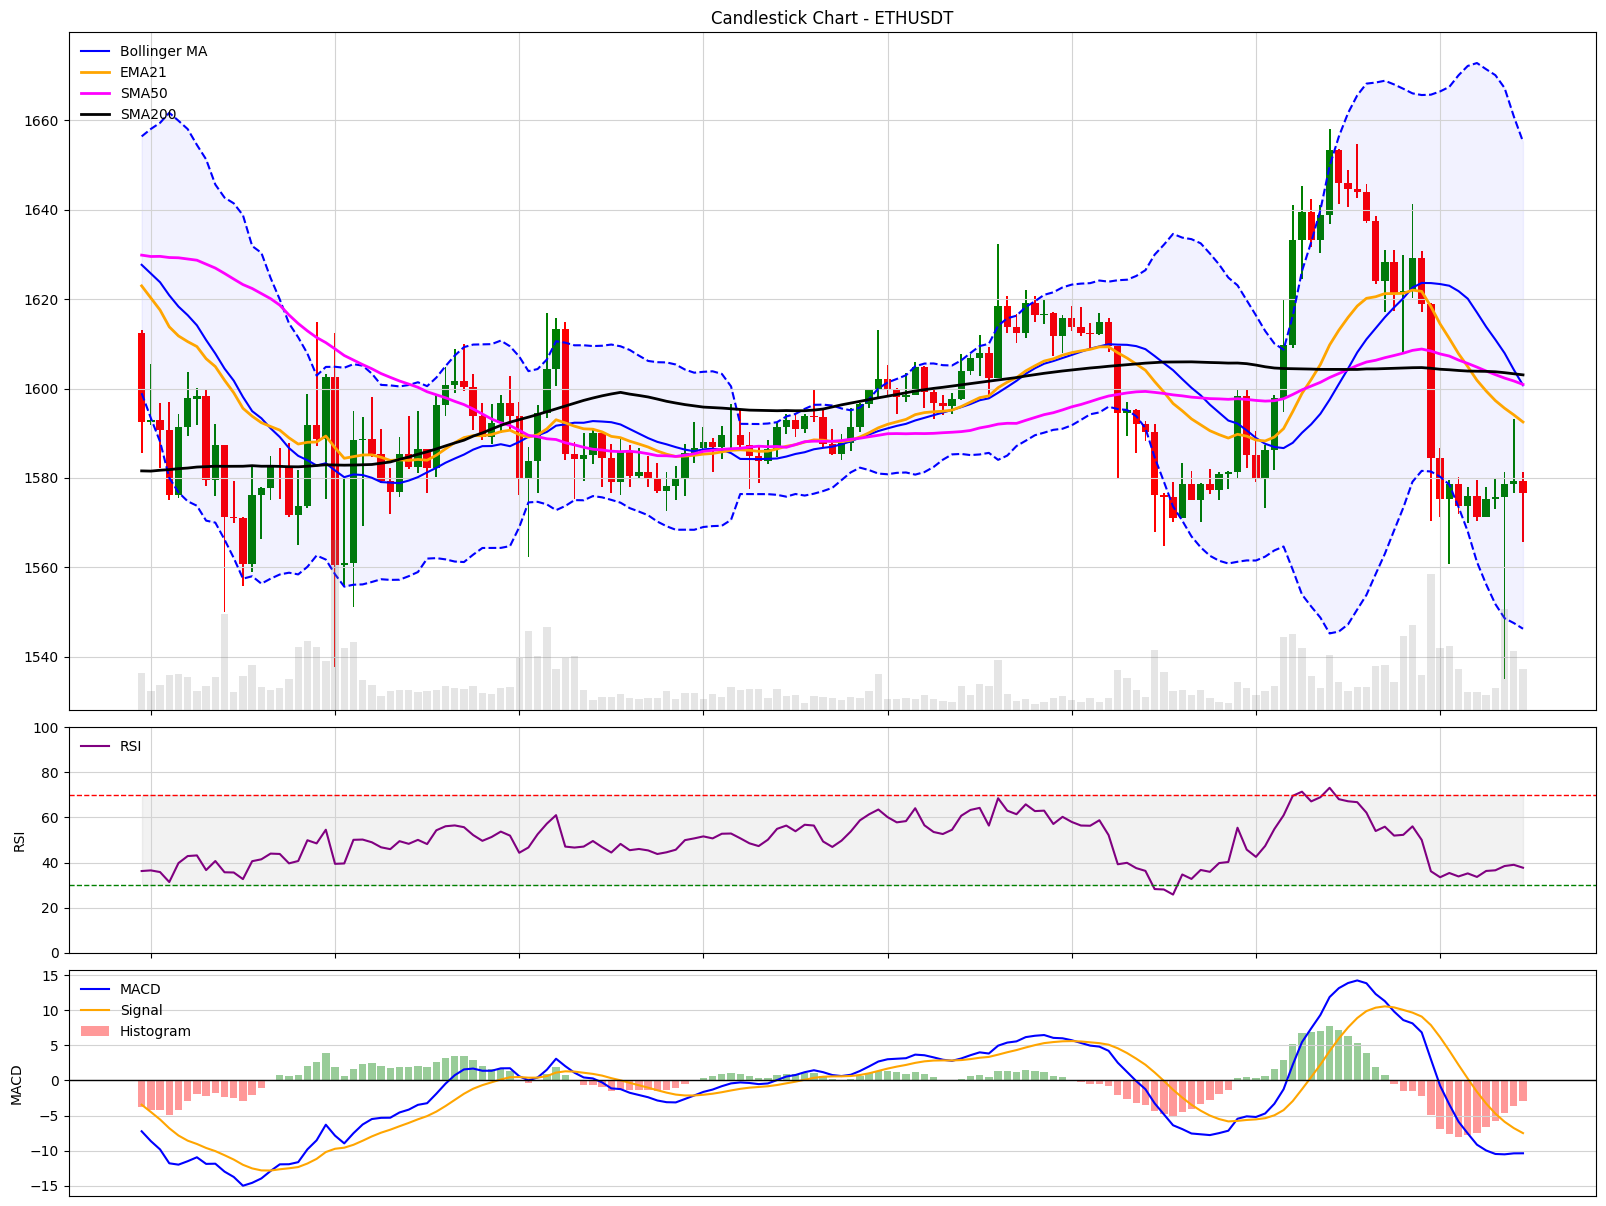 Candlestick Chart - ETHUSDT
Bollinger MA
EMA21
SMA50
SMA200
1660
1640
1620
1600
1580
1560
1540
100
80
60
40
20
0
RSI
RSI
15
10
5
0
−5
−10
−15
MACD
MACD
Signal
Histogram